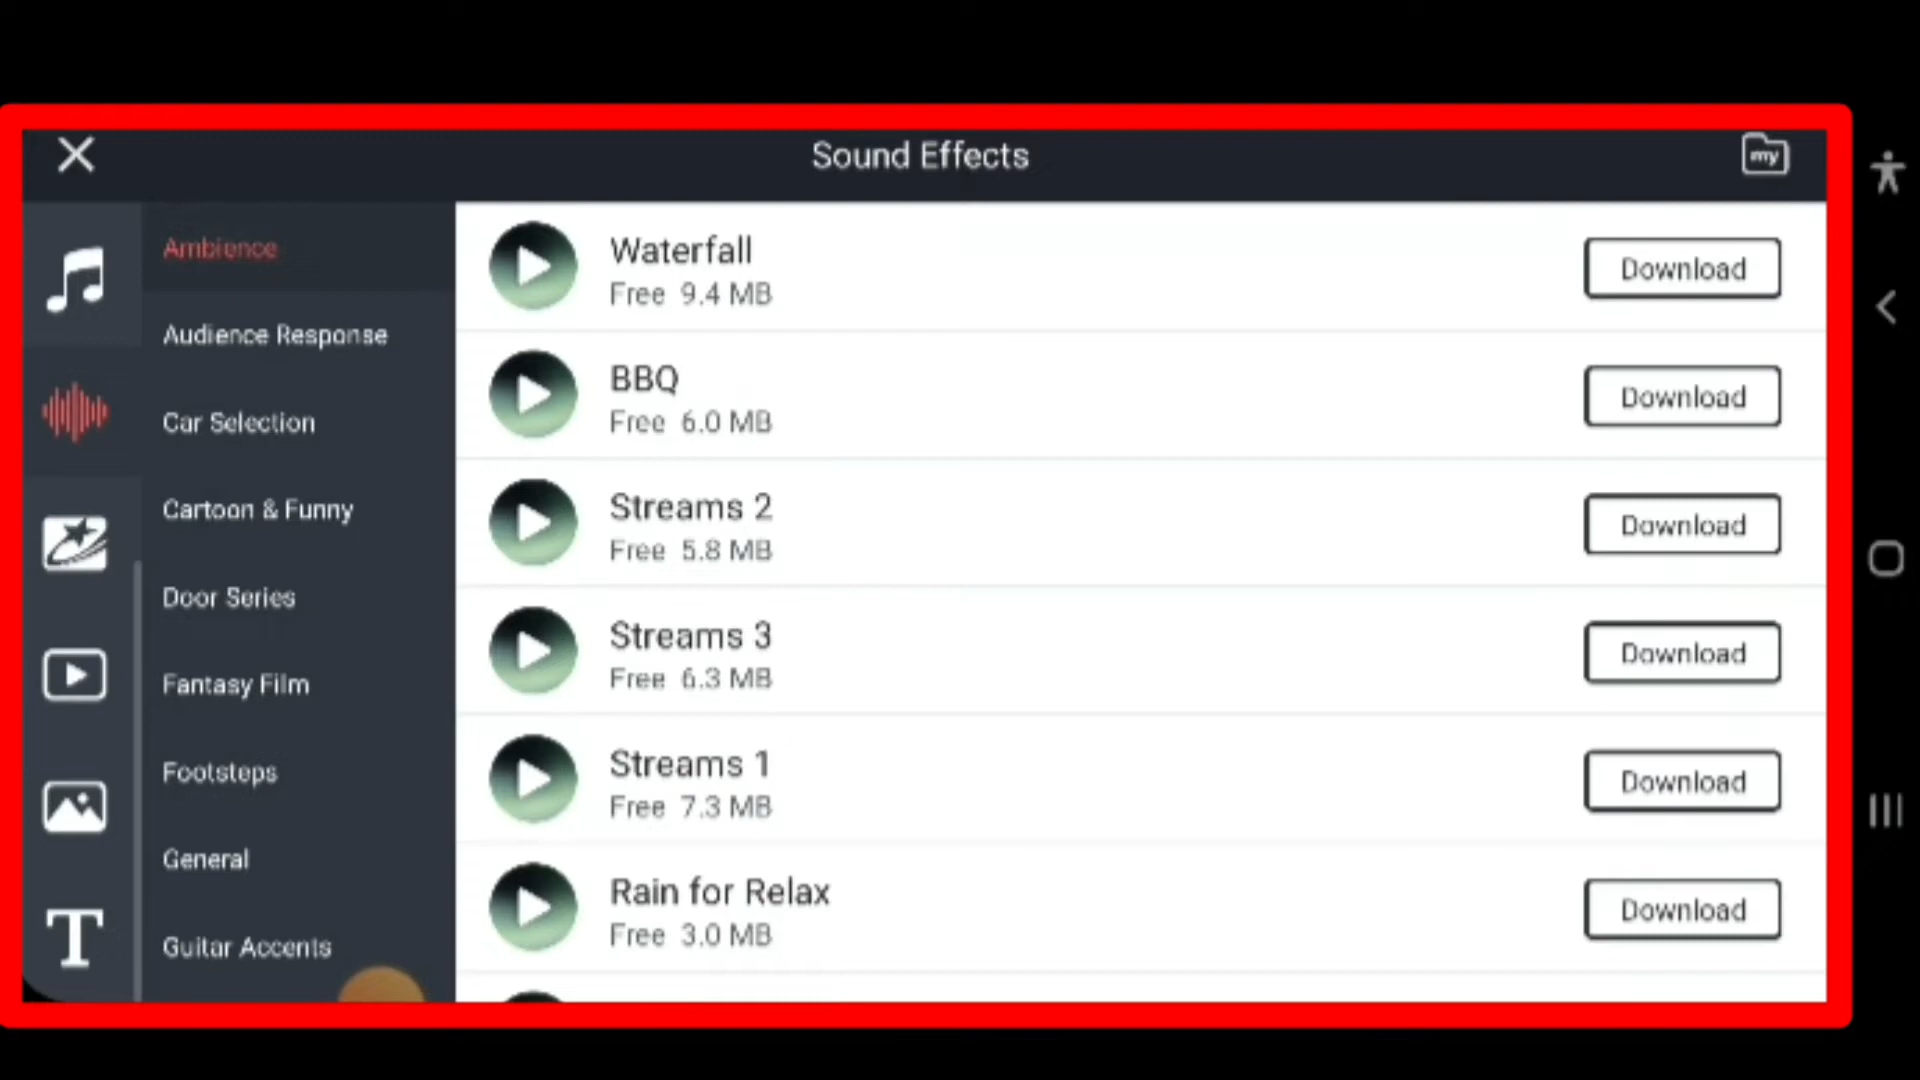 Sound Effects
my
Ambience
Audience Response
Car Selection
Cartoon & Funny
Door Series
Fantasy Film
Footsteps
General
Guitar Accents
Waterfall
Free 9.4 MB
Download
BBQ
Free 6.0 MB
Download
Streams 2
Free 5.8 MB
Download
Streams 3
Free 6.3 MB
Download
Streams 1
Free 7.3 MB
Download
Rain for Relax
Free 3.0 MB
Download